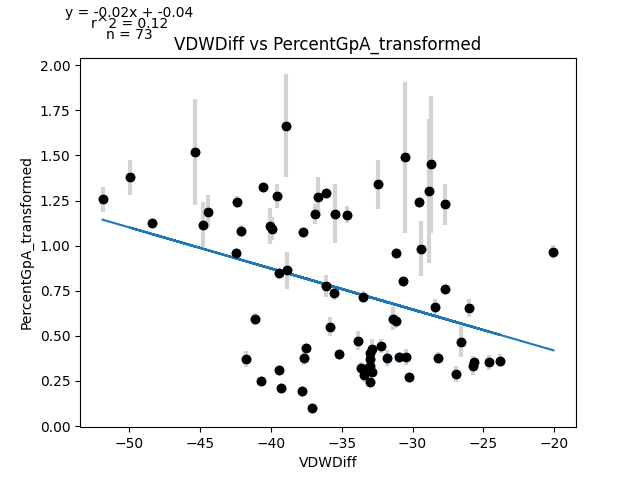 y = -0.02x + -0.04
r^2 = 0.12
n = 73
VDWDiff vs PercentGpA_transformed
PercentGpA_transformed
2.00
1.75
1.50
1.25
1.00
0.75
0.50
0.25
0.00
−50 −45 −40 −35 −30 −25 −20
VDWDiff